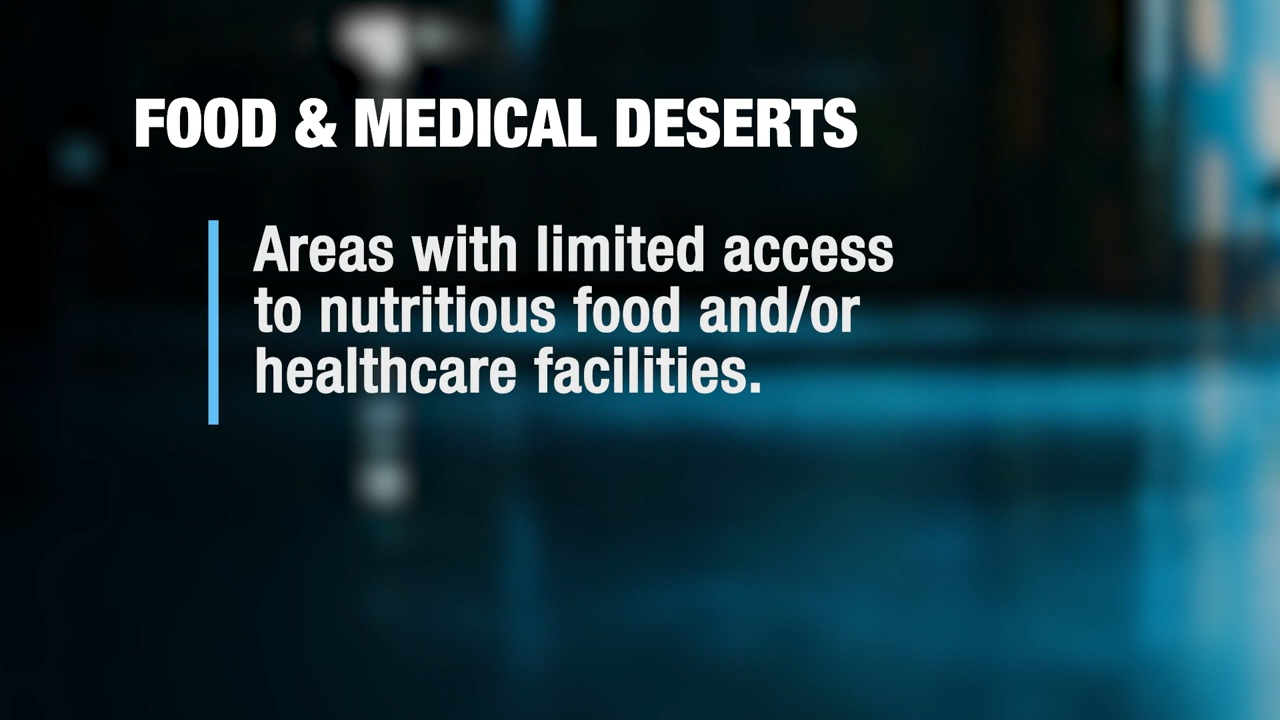 FOOD & MEDICAL DESERTS
Areas with limited access
to nutritious food and/or
healthcare facilities.